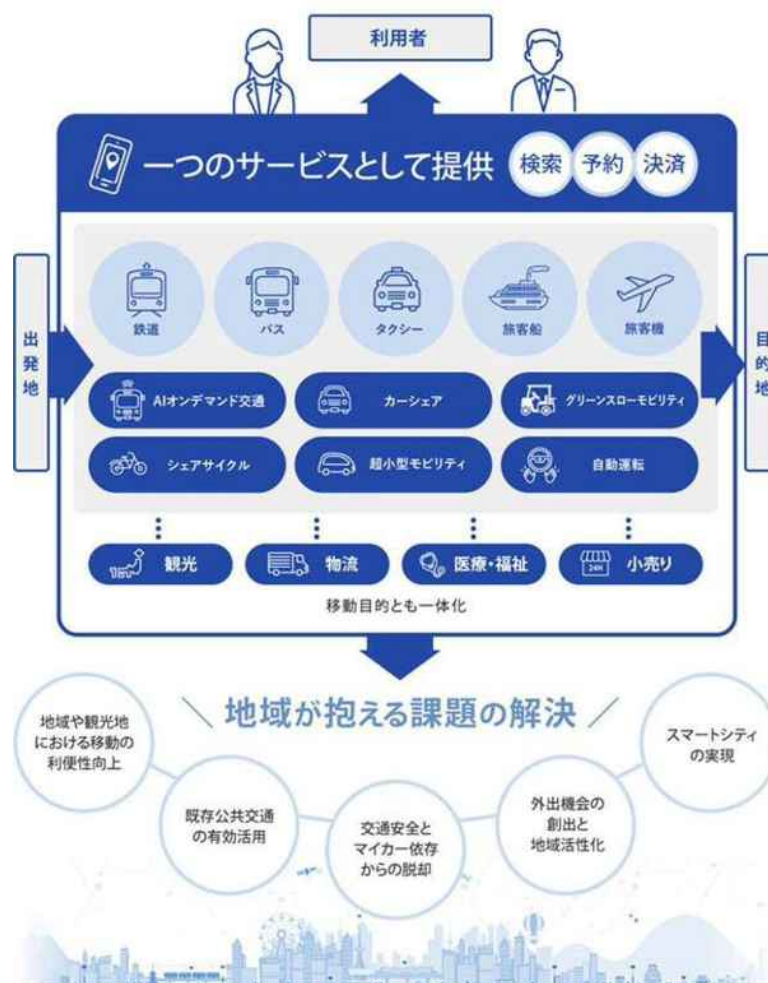 利用者
一つのサービスとして提供
検索
予約
決済
出発地
目的地
鉄道
バス
タクシー
旅客船
旅客機
AIオンデマンド交通
カーシェア
グリーンスローモビリティ
シェアサイクル
超小型モビリティ
自動運転
観光
物流
医療・福祉
24H
小売り
移動目的とも一体化
地域が抱える課題の解決
地域や観光地
における移動の
利便性向上
既存公共交通
の有効活用
交通安全と
マイカー依存
からの脱却
外出機会の
創出と
地域活性化
スマートシティ
の実現